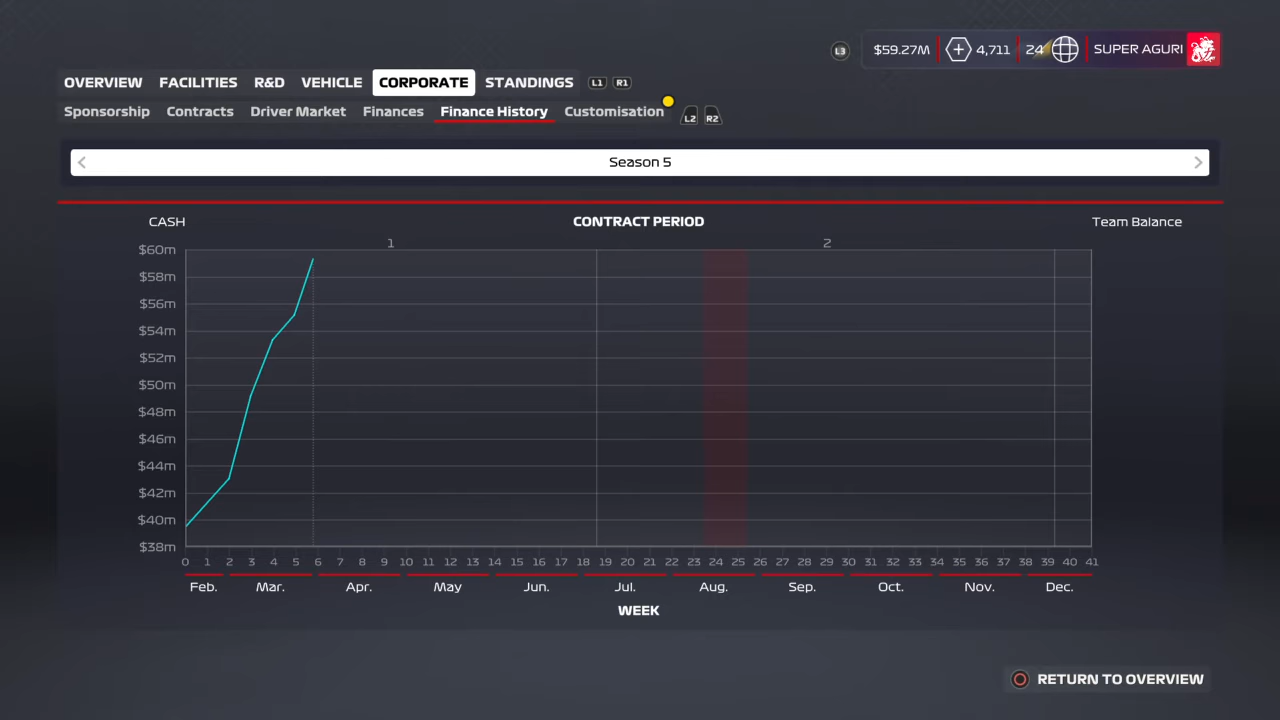 L3 $59.27M 4,711 24 SUPER AGURI
OVERVIEW FACILITIES R&D VEHICLE CORPORATE STANDINGS L1 R1
Sponsorship Contracts Driver Market Finances Finance History Customisation L2 R2
Season 5
CASH CONTRACT PERIOD Team Balance
1 2
$60m
$58m
$56m
$54m
$52m
$50m
$48m
$46m
$44m
$42m
$40m
$38m
0 1 2 3 4 5 6 7 8 9 10 11 12 13 14 15 16 17 18 19 20 21 22 23 24 25 26 27 28 29 30 31 32 33 34 35 36 37 38 39 40 41
Feb. Mar. Apr. May Jun. Jul. Aug. Sep. Oct. Nov. Dec.
WEEK
RETURN TO OVERVIEW